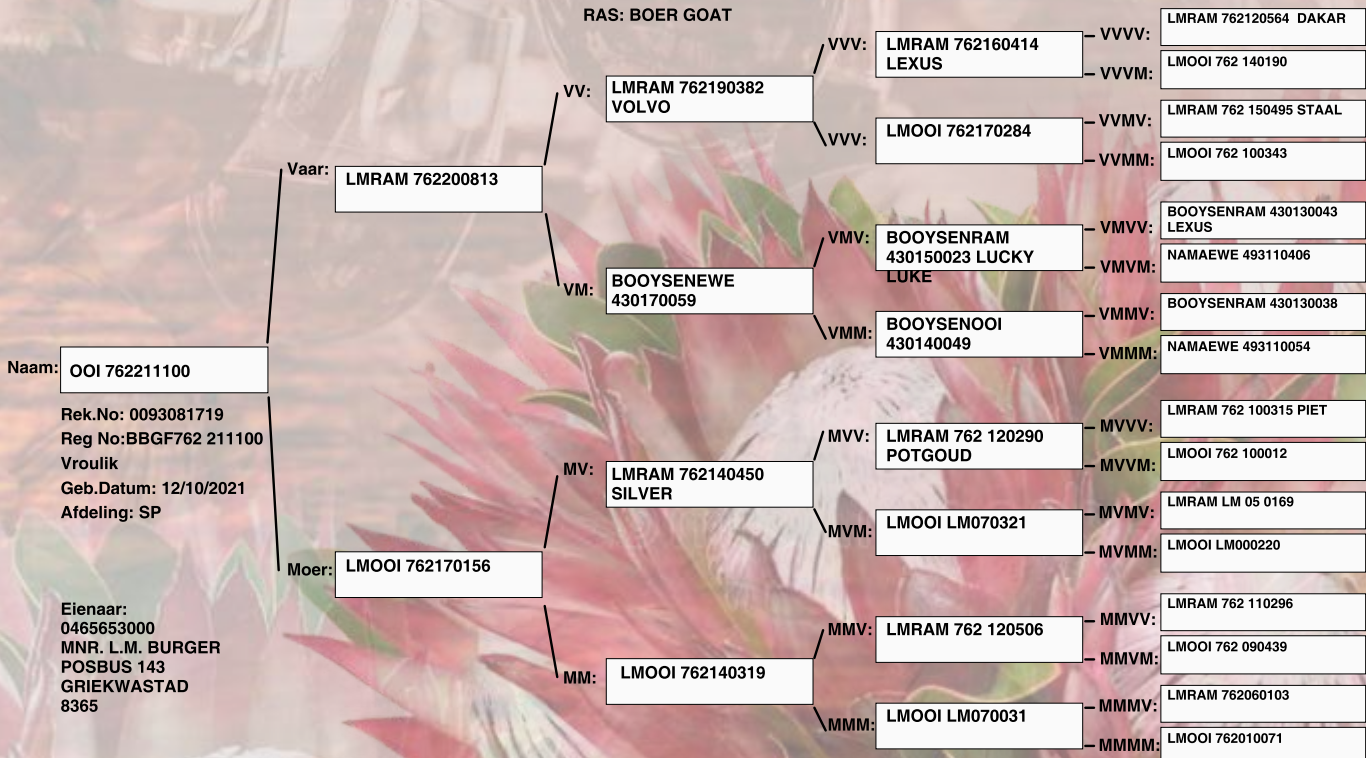 RAS: BOER GOAT
Naam: OOI 762211100
Rek.No: 0093081719
Reg No:BBGF762 211100
Vroulik
Geb.Datum: 12/10/2021
Afdeling: SP
Eienaar:
0465653000
MNR. L.M. BURGER
POSBUS 143
GRIEKWASTAD
8365
Vaar: LMRAM 762200813
Moer: LMOOI 762170156
VV: LMRAM 762190382
VOLVO
VM: BOOYSENEWE
430170059
MV: LMRAM 762140450
SILVER
MM: LMOOI 762140319
VVV: LMRAM 762160414
LEXUS
VVV: LMOOI 762170284
VMV: BOOYSENRAM
430150023 LUCKY
LUKE
VMM: BOOYSENOOI
430140049
MVV: LMRAM 762 120290
POTGOUD
MVM: LMOOI LM070321
MMV: LMRAM 762 120506
MMM: LMOOI LM070031
VVVV: LMRAM 762120564 DAKAR
VVVM: LMOOI 762 140190
VVMV: LMRAM 762 150495 STAAL
VVMM: LMOOI 762 100343
VMVV: BOOYSENRAM 430130043
LEXUS
VMVM: NAMAEWE 493110406
VMMV: BOOYSENRAM 430130038
VMMM: NAMAEWE 493110054
MVVV: LMRAM 762 100315 PIET
MVVM: LMOOI 762 100012
MVMV: LMRAM LM 05 0169
MVMM: LMOOI LM000220
MMVV: LMRAM 762 110296
MMVM: LMOOI 762 090439
MMMV: LMRAM 762060103
MMMM: LMOOI 762010071